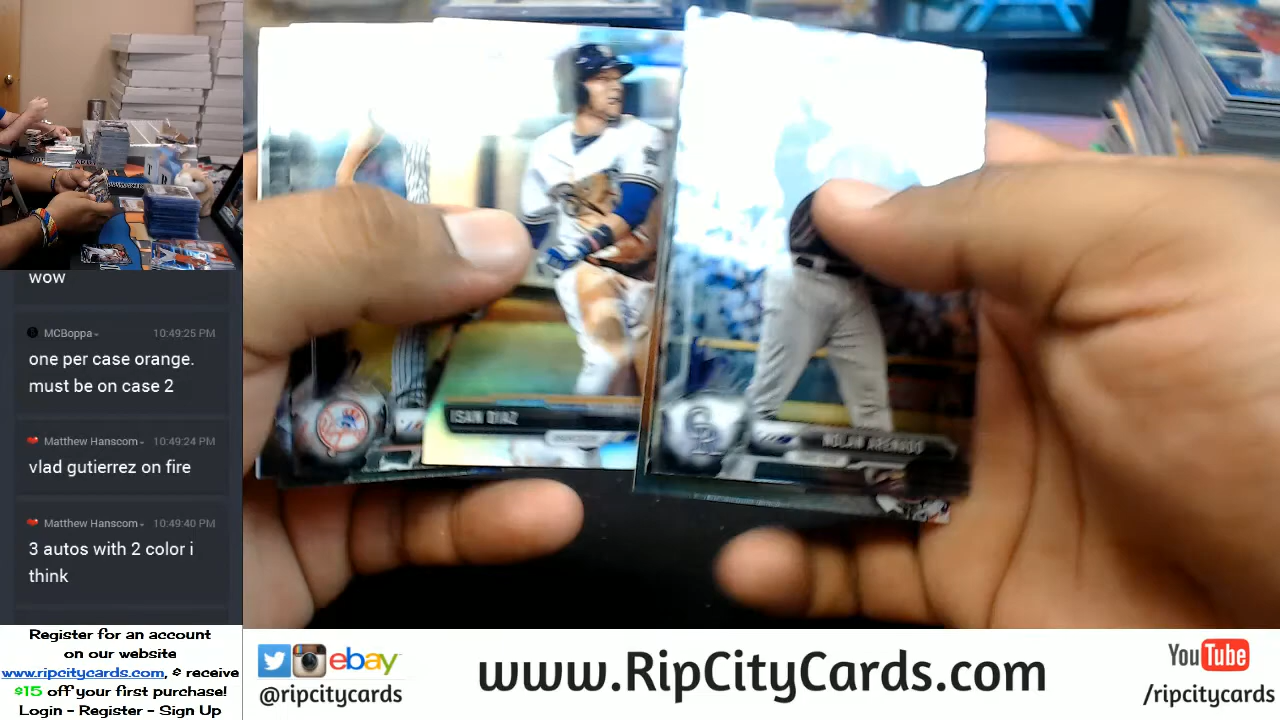 wow
MCBoppa 10:49:25 PM
one per case orange.
must be on case 2
Matthew Hanscom 10:49:24 PM
vlad gutierrez on fire
Matthew Hanscom 10:49:40 PM
3 autos with 2 color i
think
ISAN DIAZ
NOLAN ARENADO
Register for an account
on our website
www.ripcitycards.com, & receive
$15 off your first purchase!
Login - Register - Sign Up
ebay
@ripcitycards
www.RipCityCards.com
YouTube
/ripcitycards